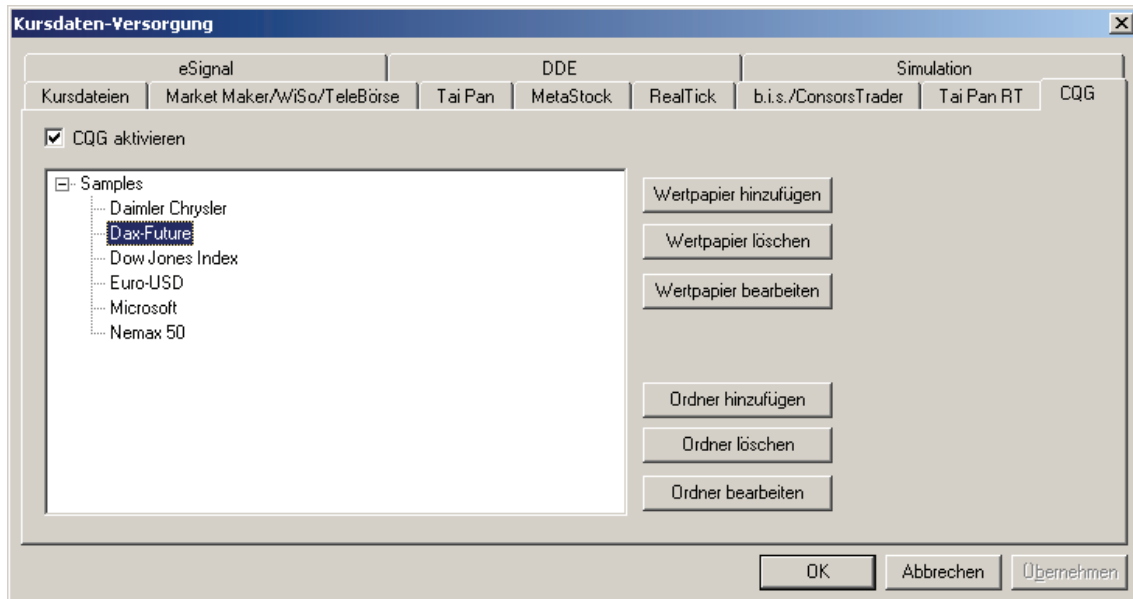 Kursdaten-Versorgung
eSignal DDE Simulation
Kursdateien Market Maker/WiSo/TeleBörse Tai Pan MetaStock RealTick b.i.s./ConsorsTrader Tai Pan RT CQG
CQG aktivieren
Samples
Daimler Chrysler
Dax-Future
Dow Jones Index
Euro-USD
Microsoft
Nemax 50
Wertpapier hinzufügen
Wertpapier löschen
Wertpapier bearbeiten
Ordner hinzufügen
Ordner löschen
Ordner bearbeiten
OK Abbrechen Übernehmen